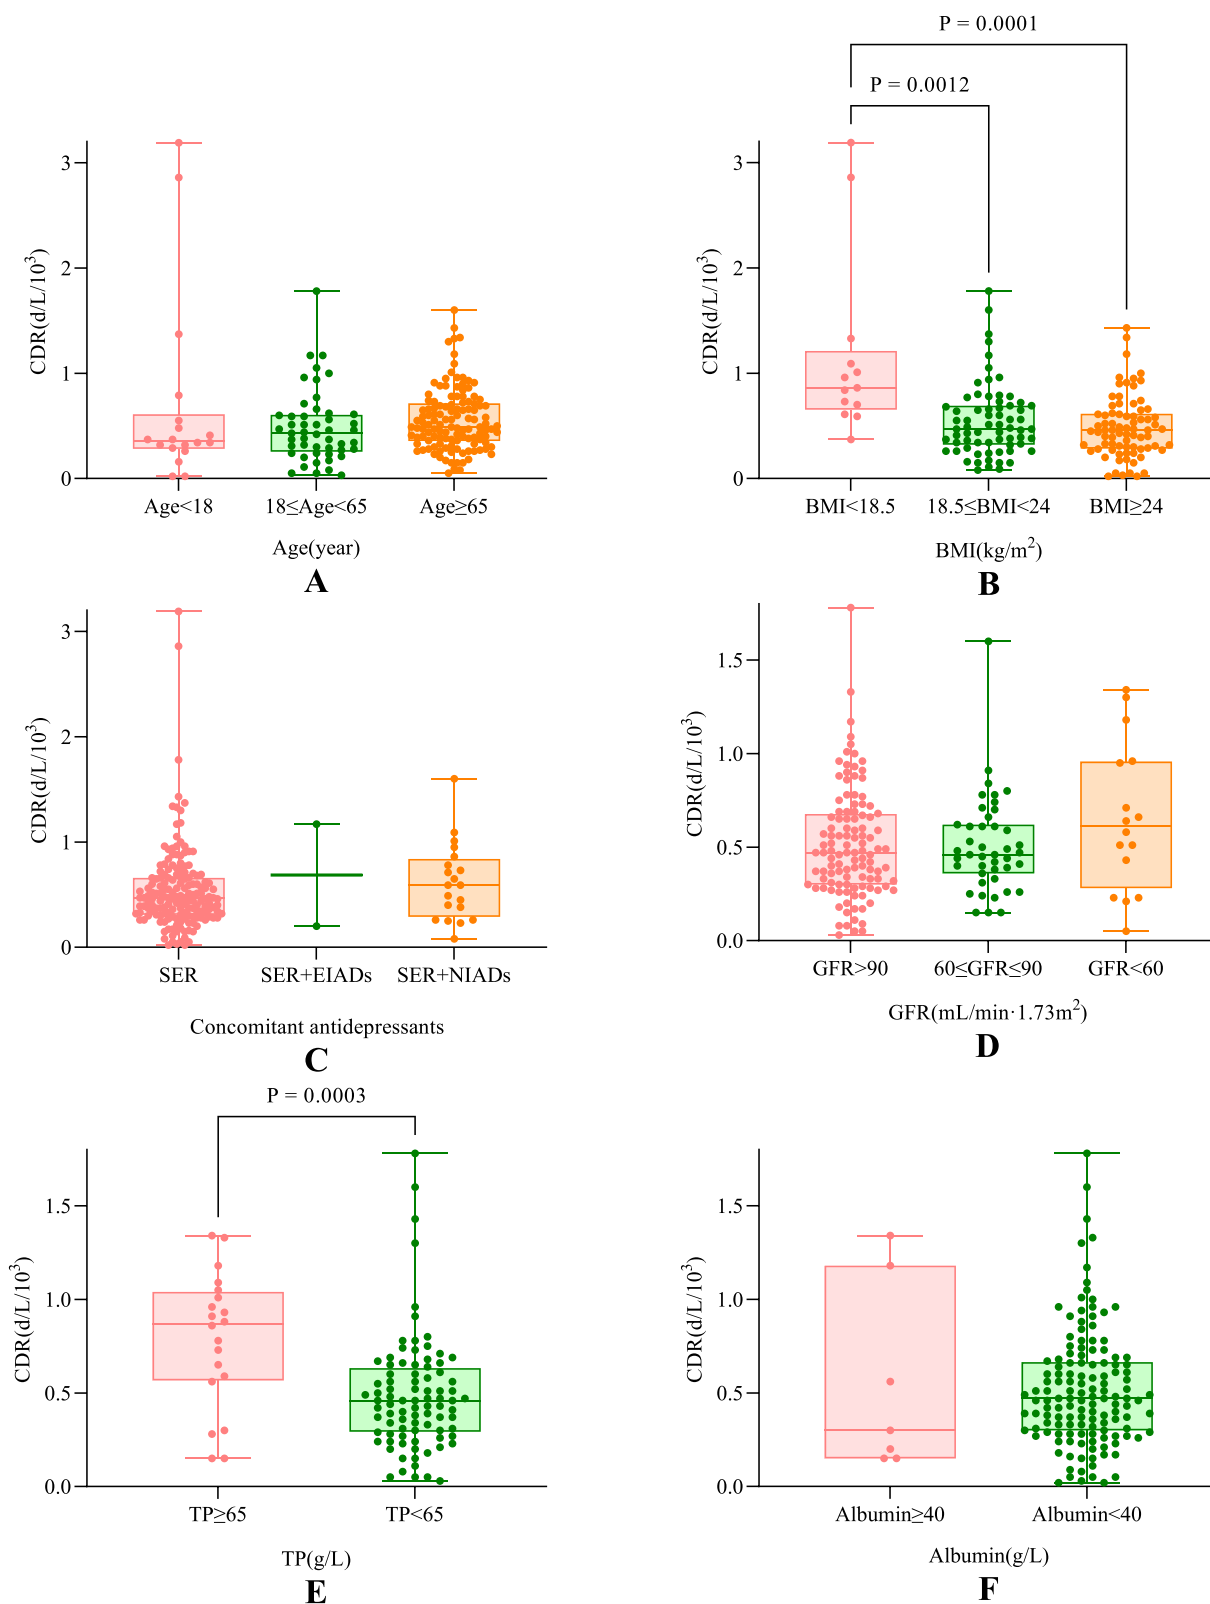 P = 0.0001
P = 0.0012
3
2
1
0
CDR(d/L/10³)
Age<18 18≤Age<65 Age≥65
Age(year)
A
3
2
1
0
CDR(d/L/10³)
BMI<18.5 18.5≤BMI<24 BMI≥24
BMI(kg/m²)
B
3
2
1
0
CDR(d/L/10³)
SER SER+EIADs SER+NIADs
Concomitant antidepressants
C
1.5
1.0
0.5
0.0
CDR(d/L/10³)
GFR>90 60≤GFR≤90 GFR<60
GFR(mL/min·1.73m²)
D
P = 0.0003
1.5
1.0
0.5
0.0
CDR(d/L/10³)
TP≥65 TP<65
TP(g/L)
E
1.5
1.0
0.5
0.0
CDR(d/L/10³)
Albumin≥40 Albumin<40
Albumin(g/L)
F